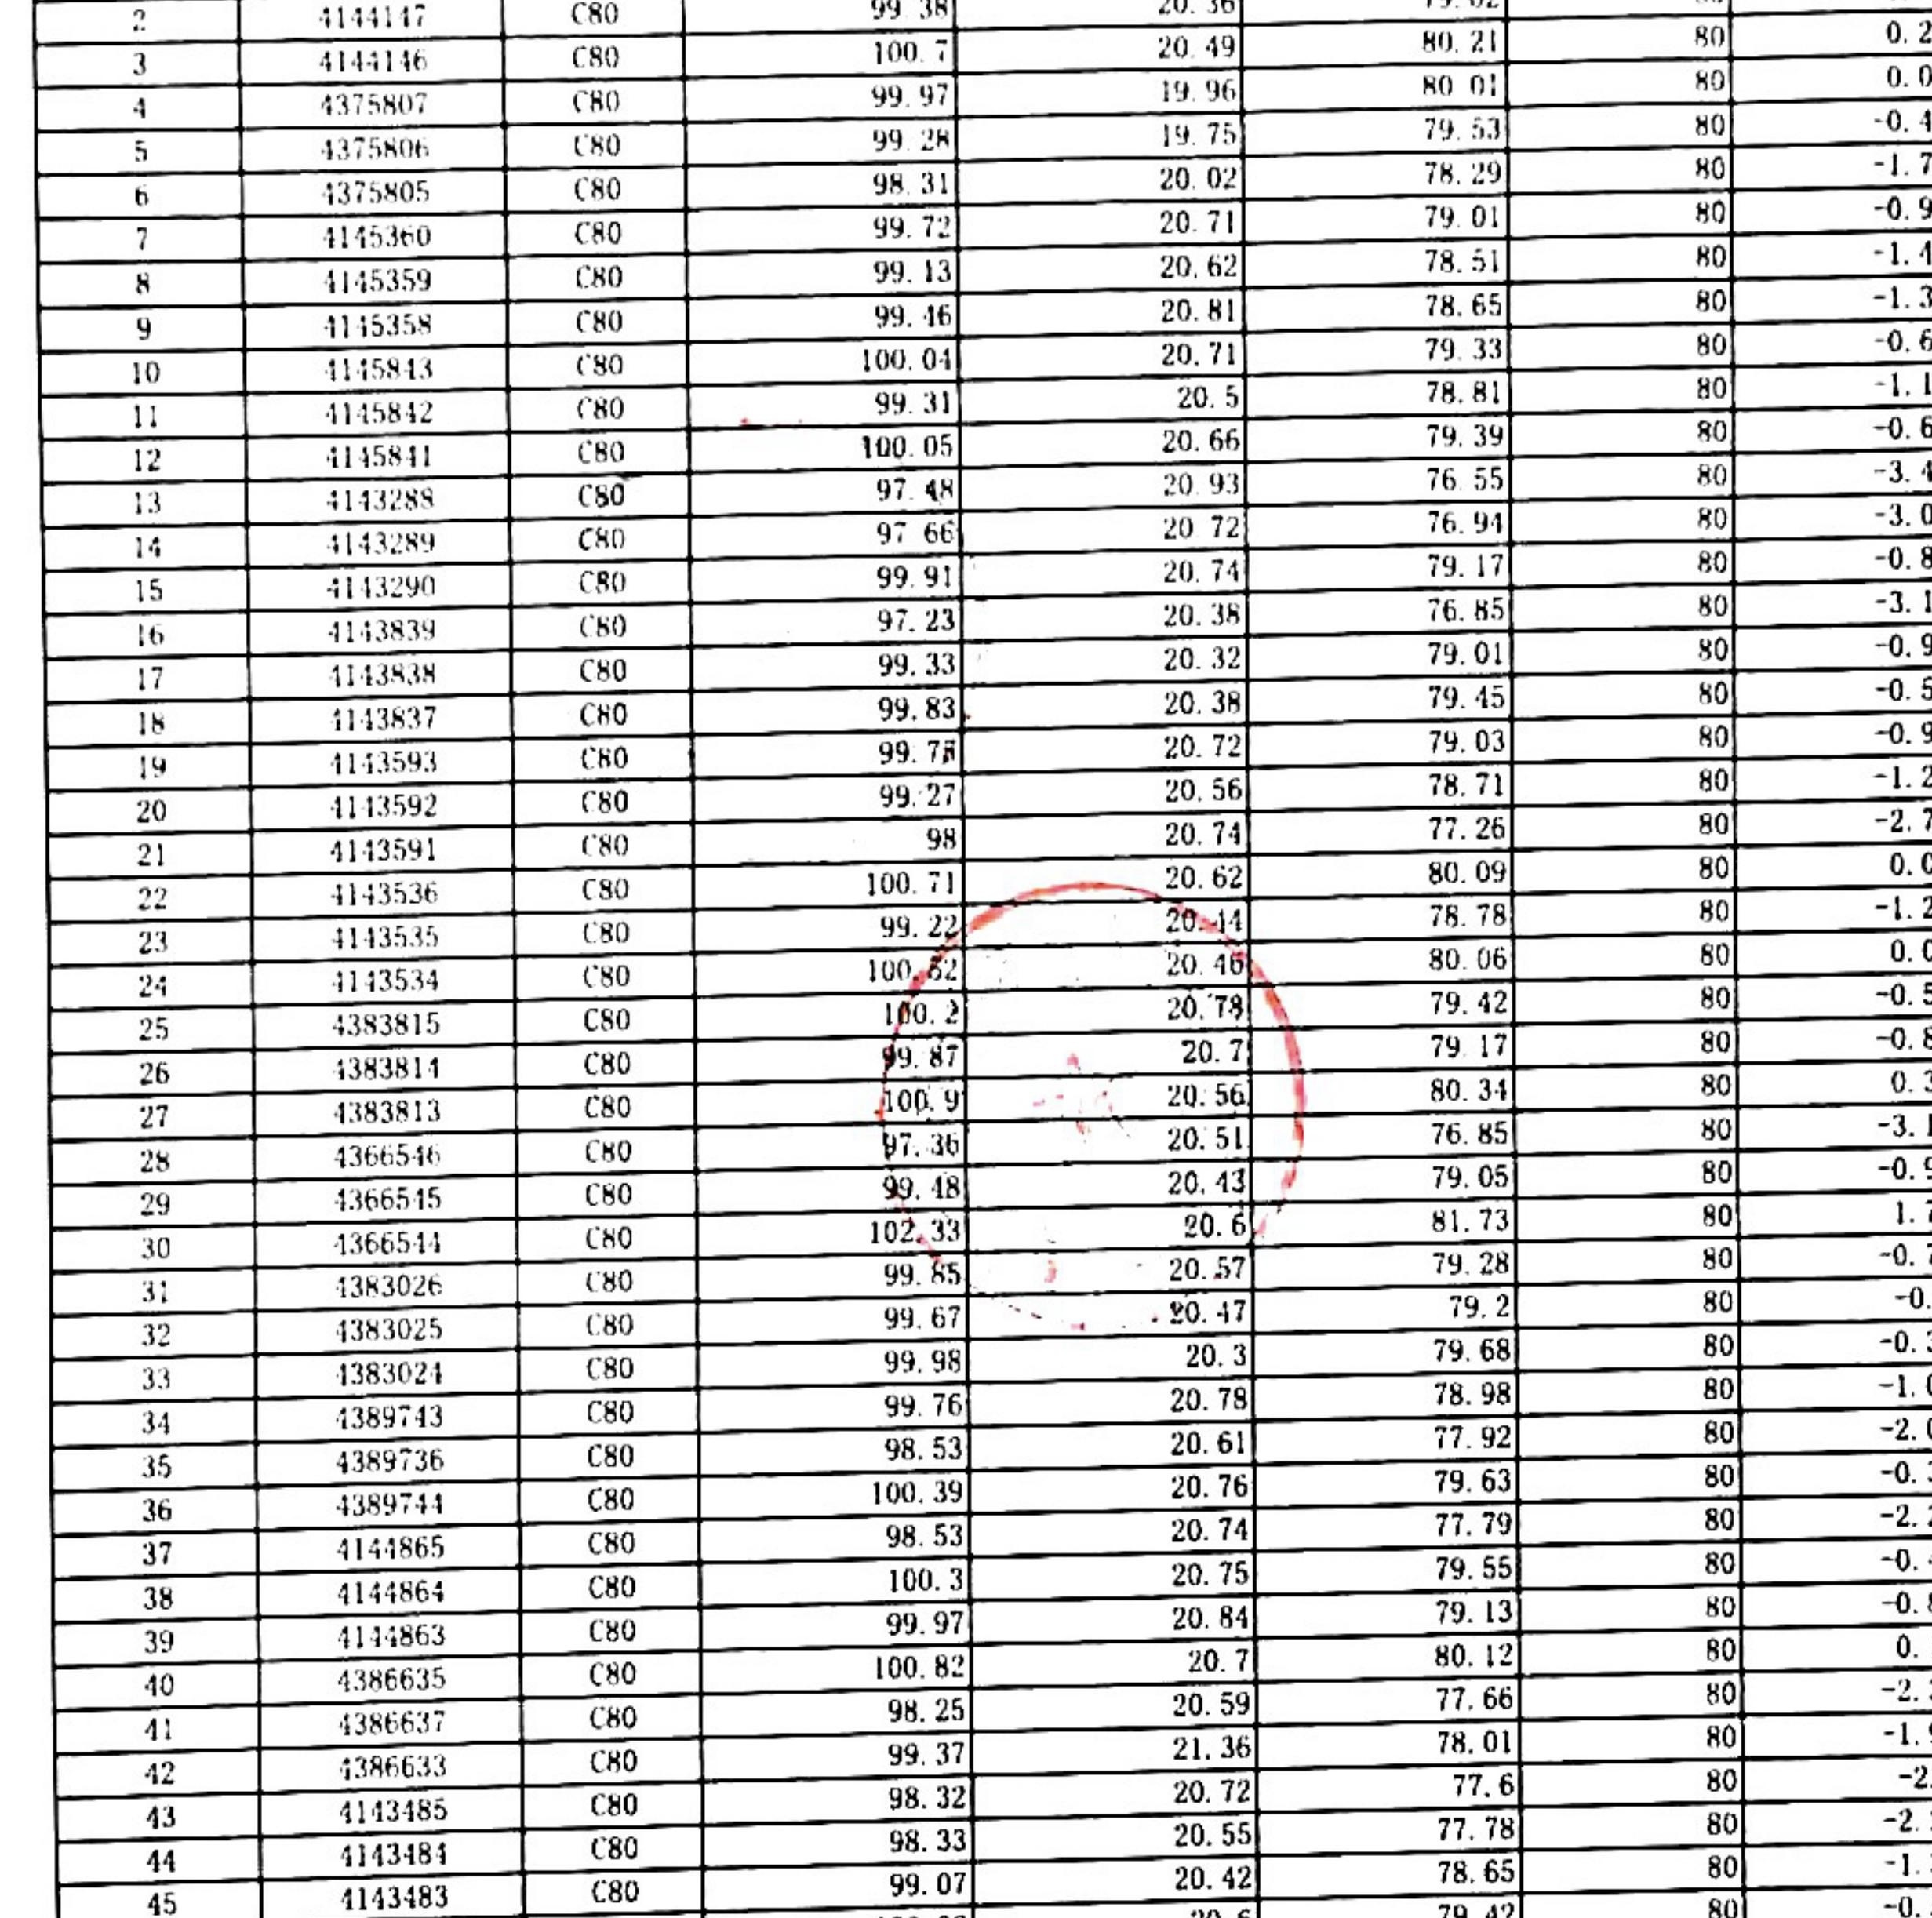 2 4144147 C80 99.38 20.36
3 4144146 C80 100.7 20.49 80.21 80 0.2
4 4375807 C80 99.97 19.96 80.01 80 0.0
5 4375806 C80 99.28 19.75 79.53 80 -0.4
6 4375805 C80 98.31 20.02 78.29 80 -1.7
7 4145360 C80 99.72 20.71 79.01 80 -0.9
8 4145359 C80 99.13 20.62 78.51 80 -1.4
9 4145358 C80 99.46 20.81 78.65 80 -1.3
10 4145843 C80 100.04 20.71 79.33 80 -0.6
11 4145842 C80 99.31 20.5 78.81 80 -1.1
12 4145841 C80 100.05 20.66 79.39 80 -0.6
13 4143288 C80 97.48 20.93 76.55 80 -3.4
14 4143289 C80 97.66 20.72 76.94 80 -3.0
15 4143290 C80 99.91 20.74 79.17 80 -0.8
16 4143839 C80 97.23 20.38 76.85 80 -3.1
17 4143838 C80 99.33 20.32 79.01 80 -0.9
18 4143837 C80 99.83 20.38 79.45 80 -0.5
19 4143593 C80 99.75 20.72 79.03 80 -0.9
20 4143592 C80 99.27 20.56 78.71 80 -1.2
21 4143591 C80 98 20.74 77.26 80 -2.7
22 4143536 C80 100.71 20.62 80.09 80 0.0
23 4143535 C80 99.22 20.44 78.78 80 -1.2
24 4143534 C80 100.52 20.46 80.06 80 0.0
25 4383815 C80 100.2 20.78 79.42 80 -0.5
26 4383814 C80 99.87 20.7 79.17 80 -0.8
27 4383813 C80 100.9 20.56 80.34 80 0.3
28 4366546 C80 97.36 20.51 76.85 80 -3.1
29 4366545 C80 99.48 20.43 79.05 80 -0.9
30 4366544 C80 102.33 20.6 81.73 80 1.7
31 4383026 C80 99.85 20.57 79.28 80 -0.7
32 4383025 C80 99.67 20.47 79.2 80 -0.
33 4383024 C80 99.98 20.3 79.68 80 -0.3
34 4389743 C80 99.76 20.78 78.98 80 -1.0
35 4389736 C80 98.53 20.61 77.92 80 -2.0
36 4389744 C80 100.39 20.76 79.63 80 -0.3
37 4144865 C80 98.53 20.74 77.79 80 -2.2
38 4144864 C80 100.3 20.75 79.55 80 -0.4
39 4144863 C80 99.97 20.84 79.13 80 -0.8
40 4386635 C80 100.82 20.7 80.12 80 0.
41 4386637 C80 98.25 20.59 77.66 80 -2.
42 4386633 C80 99.37 21.36 78.01 80 -1.9
43 4143485 C80 98.32 20.72 77.6 80 -2.
44 4143484 C80 98.33 20.55 77.78 80 -2.
45 4143483 C80 99.07 20.42 78.65 80 -1.
20.6 79.42 80 -0.